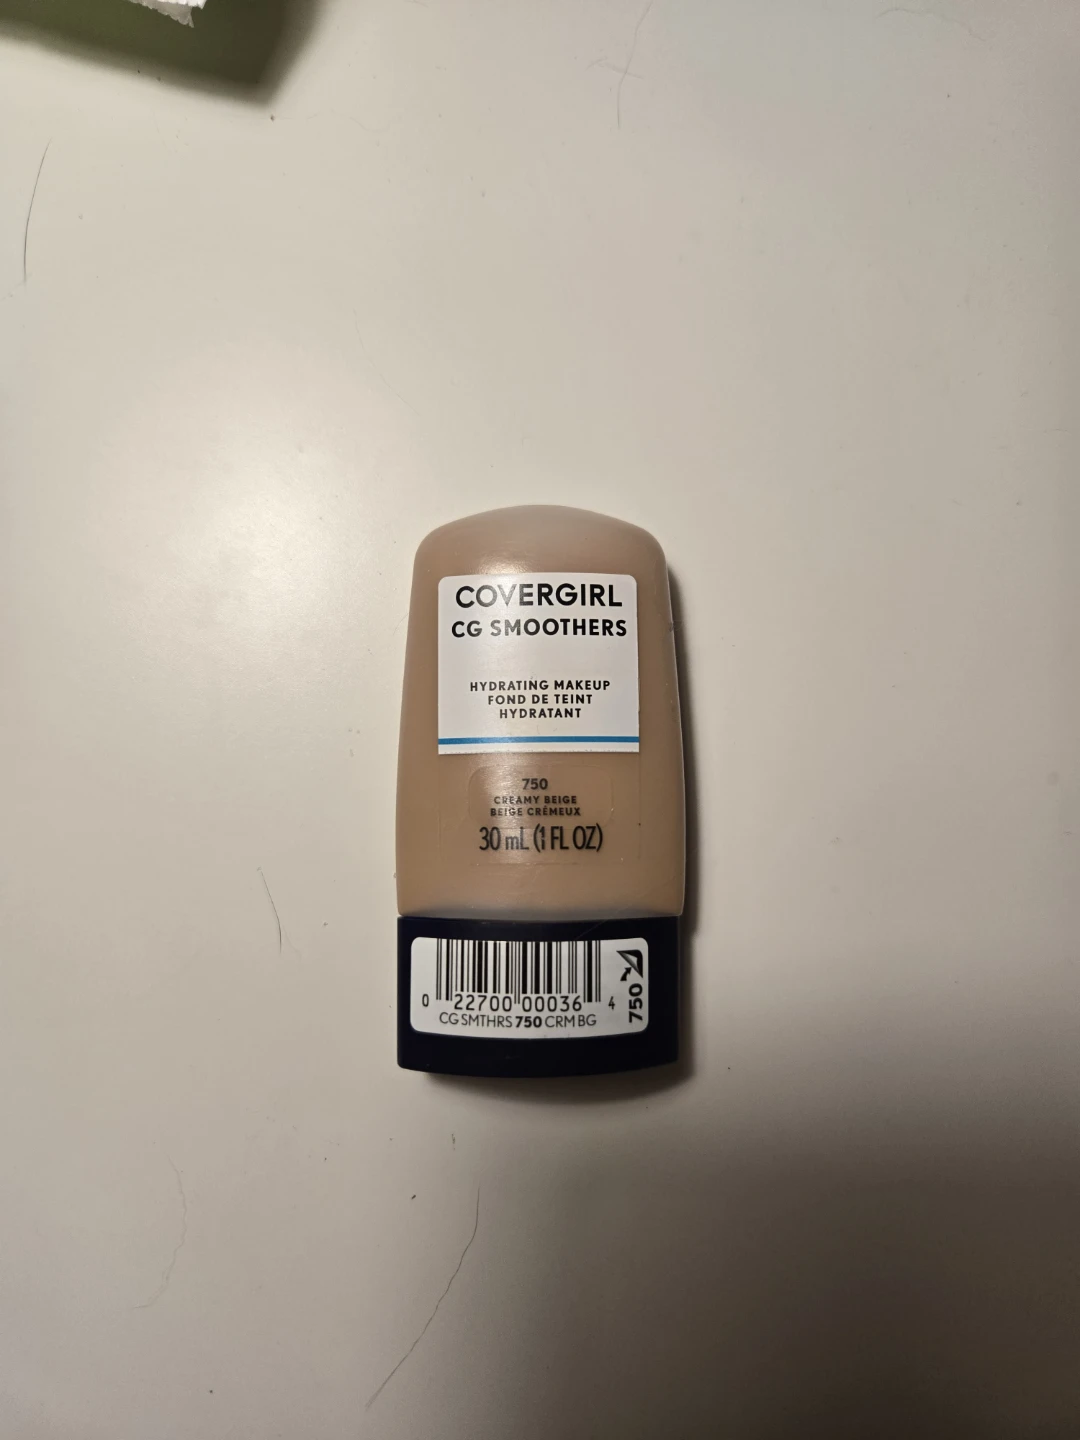 COVERGIRL
CG SMOOTHERS
HYDRATING MAKEUP
FOND DE TEINT
HYDRATANT
750
CREAMY BEIGE
BEIGE CRÉMEUX
30 mL (1 FL OZ)
0 22700 00036 4
CG SMTHRS 750 CRM BG
750